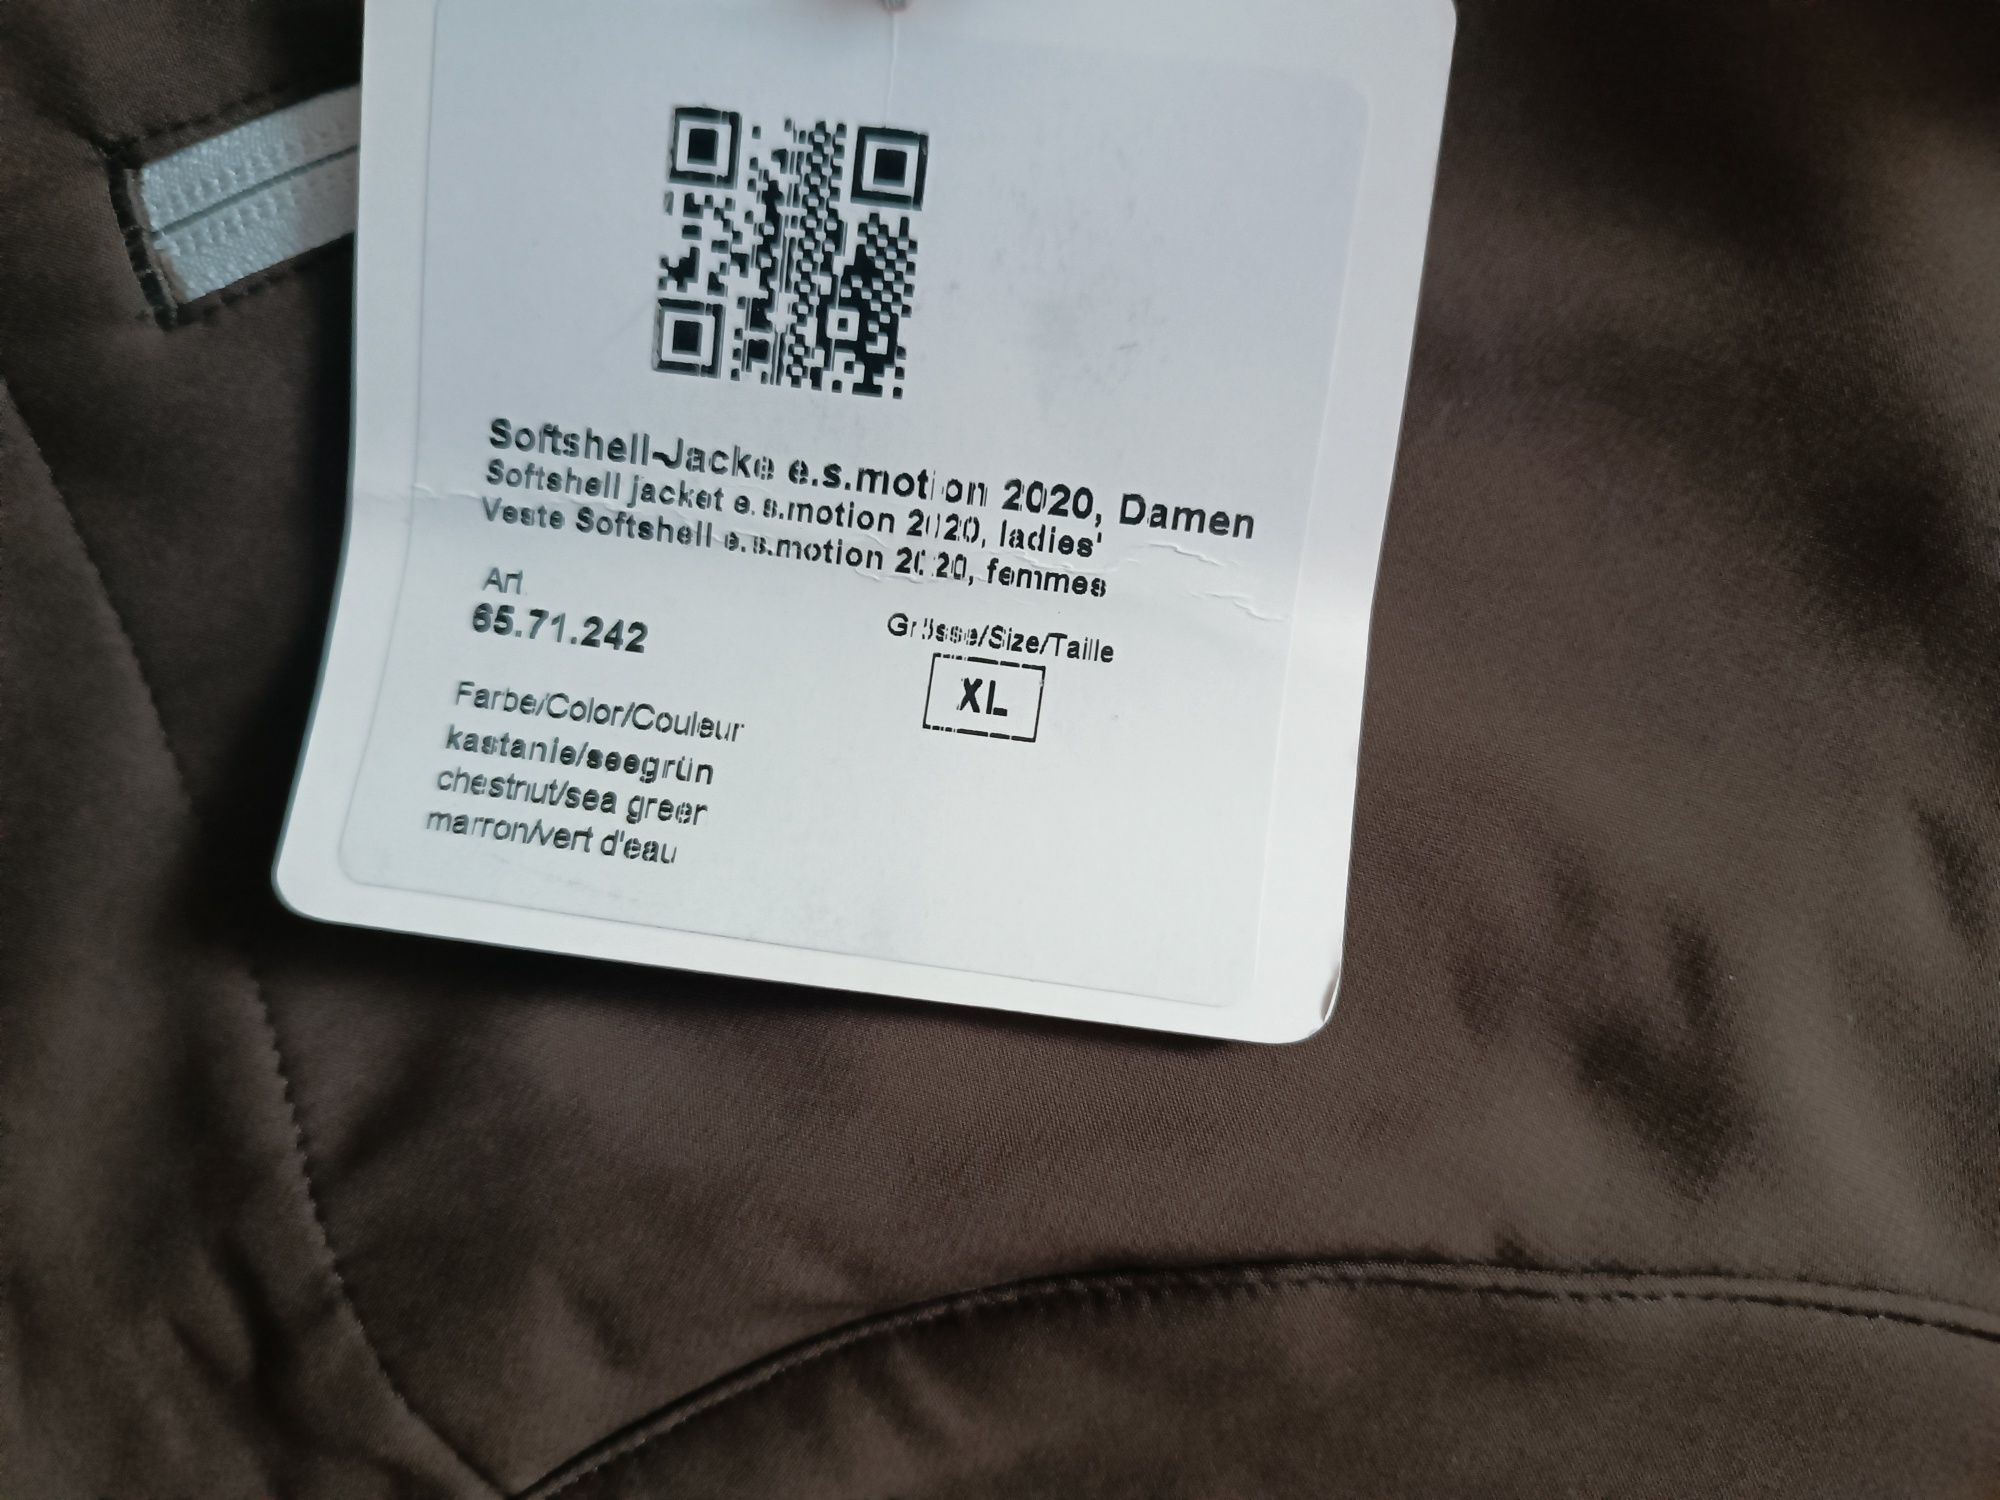 Softshell-Jacke e.s.motion 2020, Damen
Softshell jacket e.s.motion 2020, ladies'
Veste Softshell e.s.motion 2020, femmes
Art.
65.71.242
Grösse/Size/Taille
XL
Farbe/Color/Couleur
kastanie/seegrün
chestnut/sea green
marron/vert d'eau